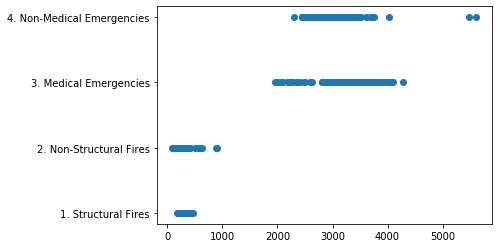 4. Non-Medical Emergencies
3. Medical Emergencies
2. Non-Structural Fires
1. Structural Fires
0 1000 2000 3000 4000 5000